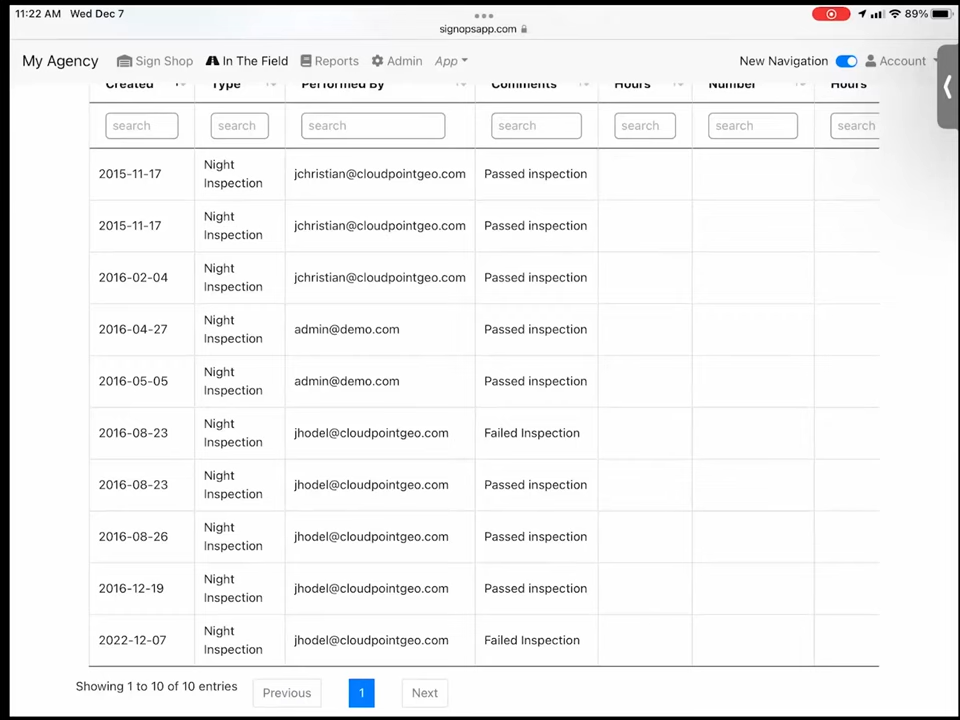 11:22 AM Wed Dec 7
89%
signopsapp.com
My Agency Sign Shop In The Field Reports Admin App New Navigation Account
Created Type Performed By Comments Hours Number Hours
search search search search search search search
2015-11-17 Night Inspection jchristian@cloudpointgeo.com Passed inspection
2015-11-17 Night Inspection jchristian@cloudpointgeo.com Passed inspection
2016-02-04 Night Inspection jchristian@cloudpointgeo.com Passed inspection
2016-04-27 Night Inspection admin@demo.com Passed inspection
2016-05-05 Night Inspection admin@demo.com Passed inspection
2016-08-23 Night Inspection jhodel@cloudpointgeo.com Failed Inspection
2016-08-23 Night Inspection jhodel@cloudpointgeo.com Passed inspection
2016-08-26 Night Inspection jhodel@cloudpointgeo.com Passed inspection
2016-12-19 Night Inspection jhodel@cloudpointgeo.com Passed inspection
2022-12-07 Night Inspection jhodel@cloudpointgeo.com Failed Inspection
Showing 1 to 10 of 10 entries Previous 1 Next